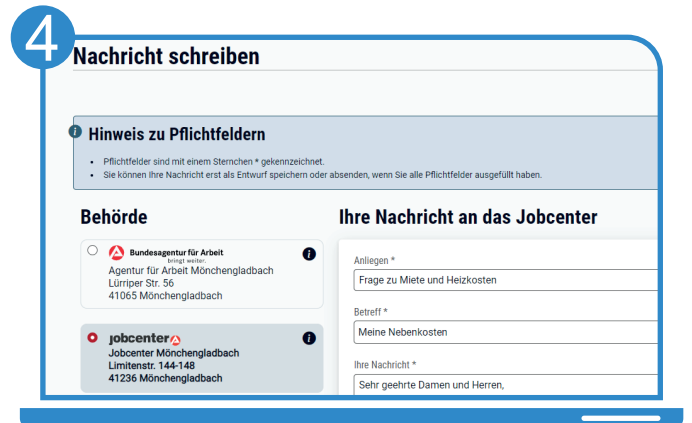 4
Nachricht schreiben
Hinweis zu Pflichtfeldern
• Pflichtfelder sind mit einem Sternchen * gekennzeichnet.
• Sie können Ihre Nachricht erst als Entwurf speichern oder absenden, wenn Sie alle Pflichtfelder ausgefüllt haben.
Behörde
Bundesagentur für Arbeit
bringt weiter.
Agentur für Arbeit Mönchengladbach
Lürriper Str. 56
41065 Mönchengladbach
jobcenter
Jobcenter Mönchengladbach
Limitenstr. 144-148
41236 Mönchengladbach
Ihre Nachricht an das Jobcenter
Anliegen *
Frage zu Miete und Heizkosten
Betreff *
Meine Nebenkosten
Ihre Nachricht *
Sehr geehrte Damen und Herren,